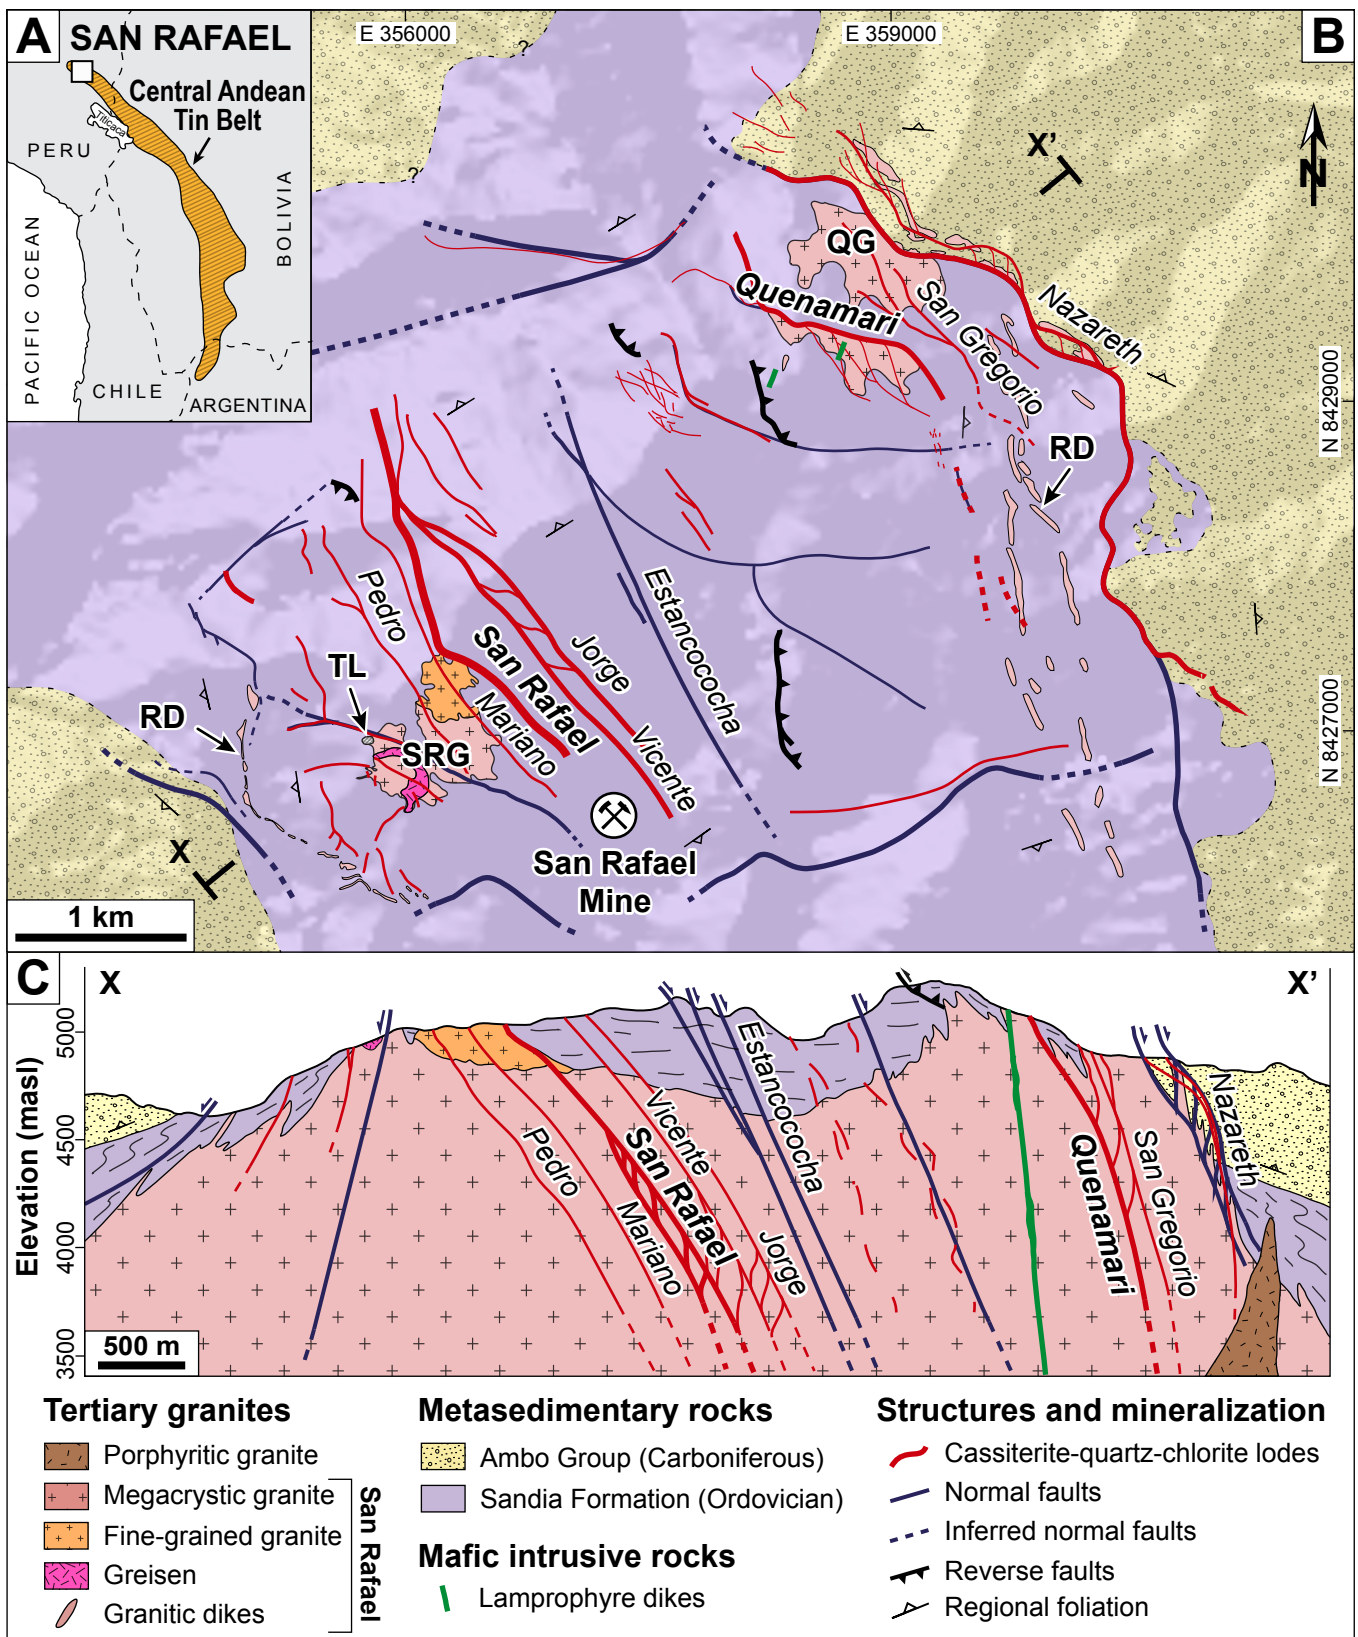 A
SAN RAFAEL
Central Andean
Tin Belt
Titicaca
PERU
BOLIVIA
PACIFIC OCEAN
CHILE
ARGENTINA
B
E 356000
E 359000
?
?
X'
N
QG
Quenamari
San Gregorio
Nazareth
N 8429000
RD
Pedro
San Rafael
Jorge
Estancococha
TL
RD
SRG
Mariano
Vicente
N 8427000
X
San Rafael
Mine
1 km
C
X
X'
Elevation (masl)
5000
4500
4000
3500
Estancococha
Vicente
San Rafael
Pedro
Mariano
Jorge
Quenamari
San Gregorio
Nazareth
500 m
Tertiary granites
Porphyritic granite
Megacrystic granite
Fine-grained granite
Greisen
Granitic dikes
San Rafael
Metasedimentary rocks
Ambo Group (Carboniferous)
Sandia Formation (Ordovician)
Mafic intrusive rocks
Lamprophyre dikes
Structures and mineralization
Cassiterite-quartz-chlorite lodes
Normal faults
Inferred normal faults
Reverse faults
Regional foliation